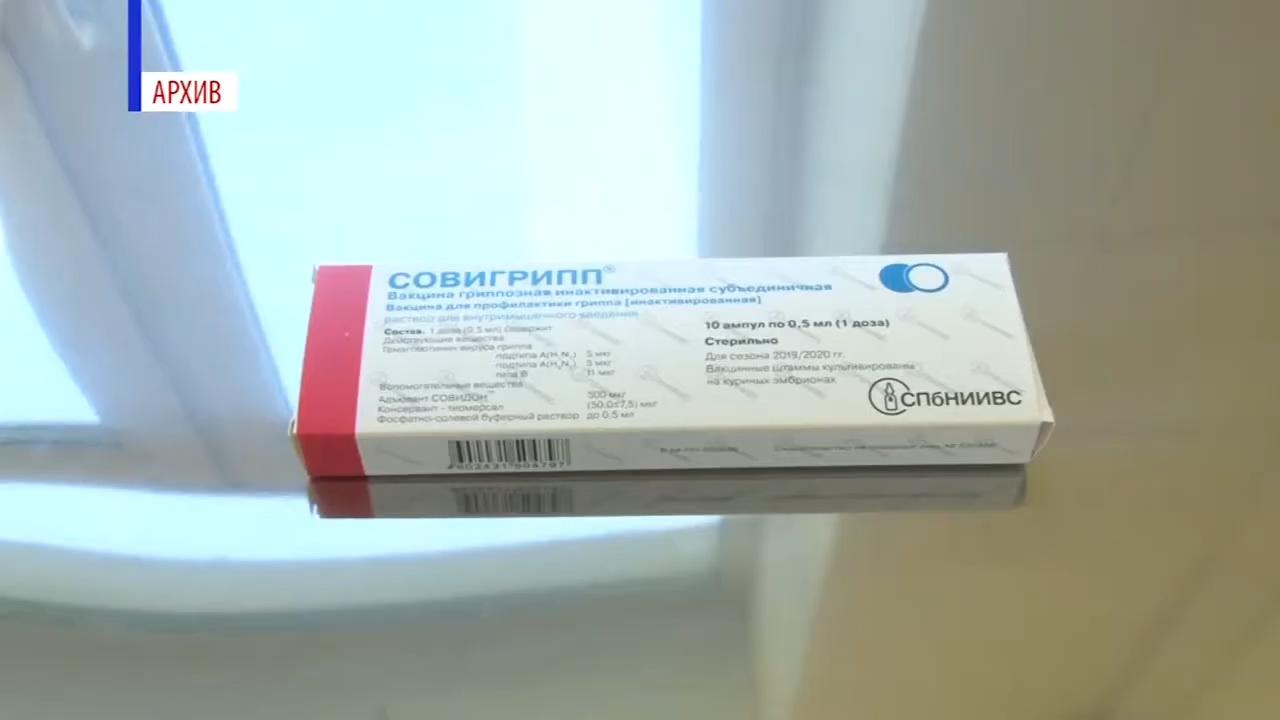 АРХИВ
СОВИГРИПП®
Вакцина гриппозная инактивированная субъединичная
Вакцина для профилактики гриппа [инактивированная]
раствор для внутримышечного введения
Состав. 1 доза (0,5 мл) содержит
Действующие вещества
Гемагглютинин вируса гриппа
подтипа A(H₁N₁) 5 мкг
подтипа A(H₃N₂) 5 мкг
типа B 11 мкг
Вспомогательные вещества
Адъювант СОВИДОН™ 500 мкг
Консервант - тиомерсал (50,0±7,5) мкг
Фосфатно-солевой буферный раствор до 0,5 мл
10 ампул по 0,5 мл (1 доза)
Стерильно
Для сезона 2019/2020 гг.
Вакцинные штаммы культивированы
на куриных эмбрионах
СПбНИИВС